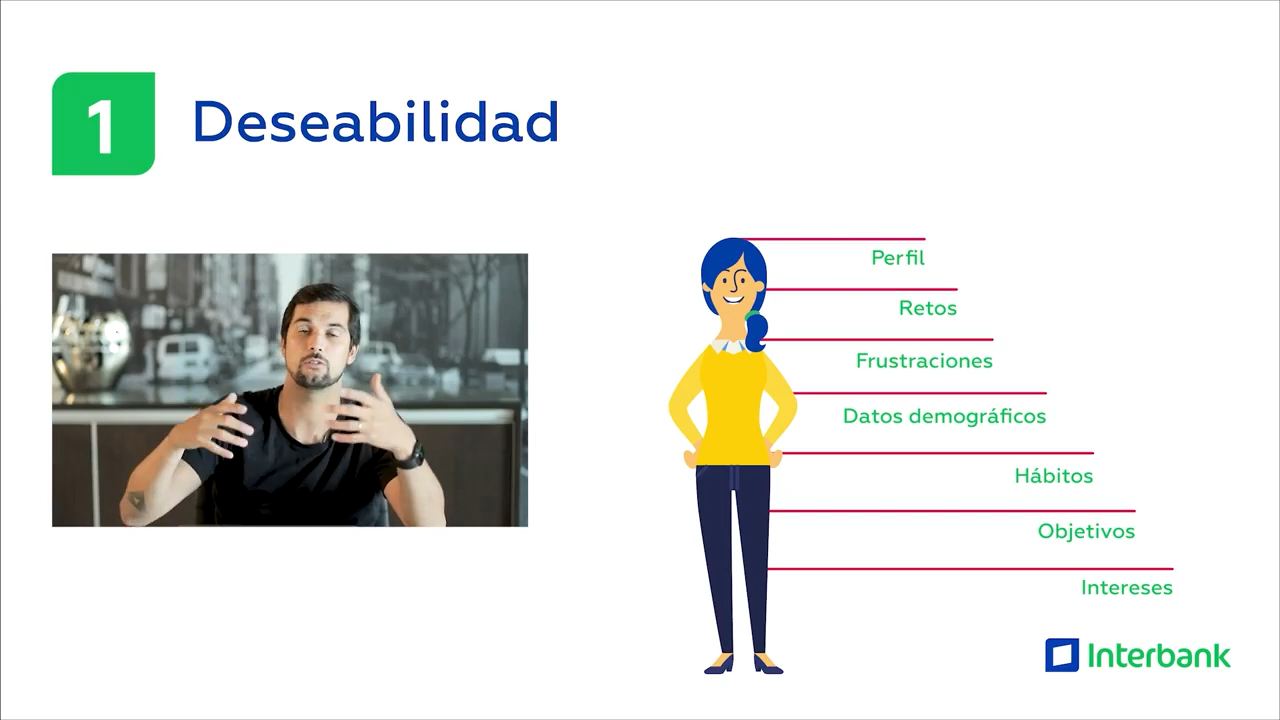 1
Deseabilidad
Perfil
Retos
Frustraciones
Datos demográficos
Hábitos
Objetivos
Intereses
Interbank